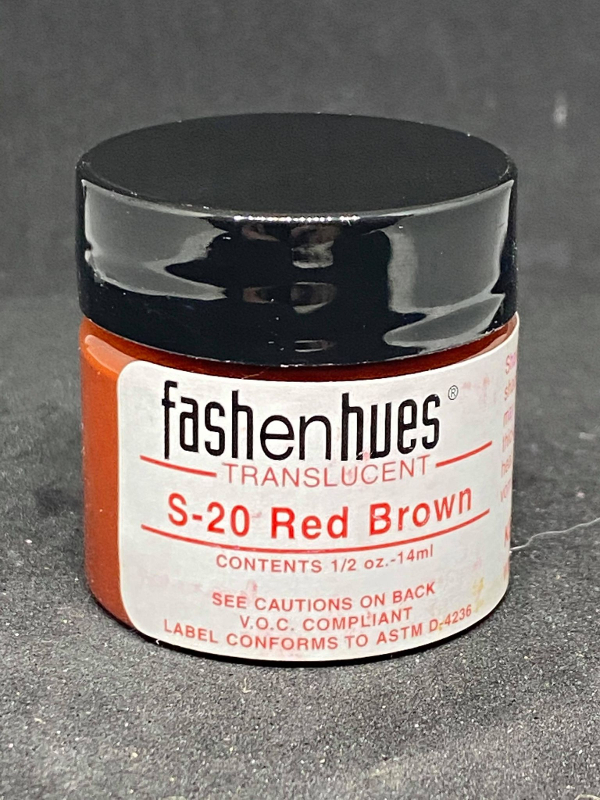 fashenhues®
TRANSLUCENT
S-20 Red Brown
CONTENTS 1/2 oz.-14ml
SEE CAUTIONS ON BACK
V.O.C. COMPLIANT
LABEL CONFORMS TO ASTM D-4236